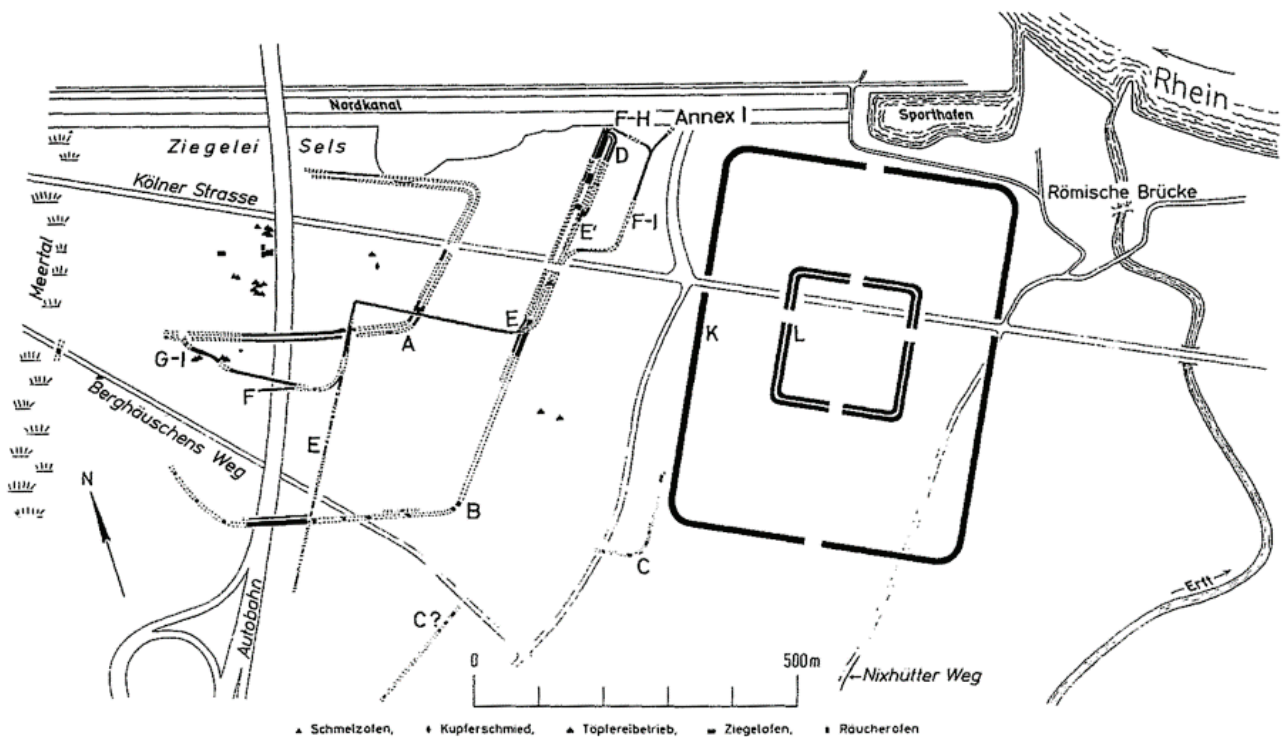 Rhein
Nordkanal
F-H
Annex I
Sporthafen
Ziegelei Sels
D
Kölner Strasse
Römische Brücke
F-I
E'
Meertal
E
K
L
A
G-I
F
Berghäuschens Weg
E
N
B
C
Erft
C?
Autobahn
0
500m
Nixhütter Weg
Schmelzofen, Kupferschmied, Töpfereibetrieb, Ziegelofen, Räucherofen